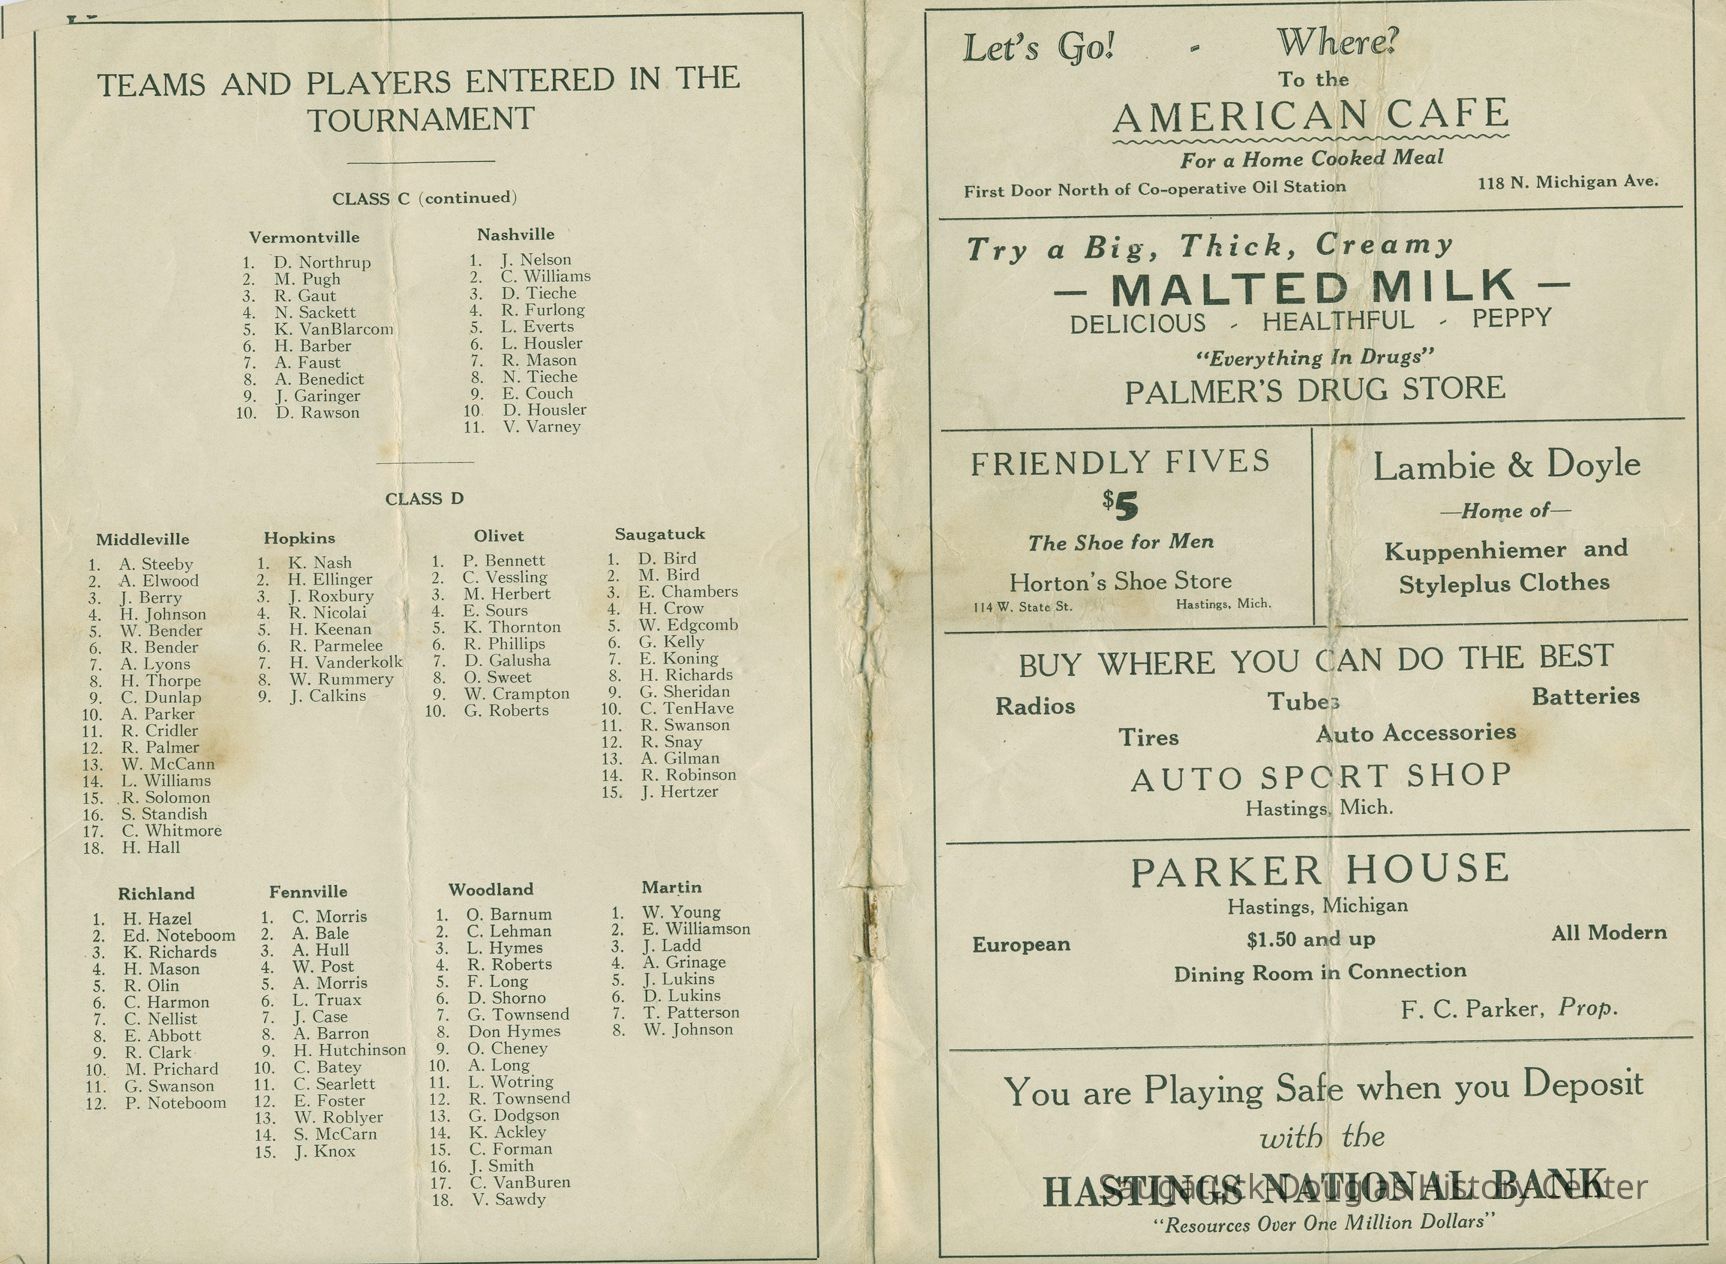 TEAMS AND PLAYERS ENTERED IN THE
TOURNAMENT
CLASS C (continued)
Vermontville
1. D. Northrup
2. M. Pugh
3. R. Gaut
4. N. Sackett
5. K. VanBlarcom
6. H. Barber
7. A. Faust
8. A. Benedict
9. J. Garinger
10. D. Rawson
Nashville
1. J. Nelson
2. C. Williams
3. D. Tieche
4. R. Furlong
5. L. Everts
6. L. Housler
7. R. Mason
8. N. Tieche
9. E. Couch
10. D. Housler
11. V. Varney
CLASS D
Middleville
1. A. Steeby
2. A. Elwood
3. J. Berry
4. H. Johnson
5. W. Bender
6. R. Bender
7. A. Lyons
8. H. Thorpe
9. C. Dunlap
10. A. Parker
11. R. Cridler
12. R. Palmer
13. W. McCann
14. L. Williams
15. R. Solomon
16. S. Standish
17. C. Whitmore
18. H. Hall
Hopkins
1. K. Nash
2. H. Ellinger
3. J. Roxbury
4. R. Nicolai
5. H. Keenan
6. R. Parmelee
7. H. Vanderkolk
8. W. Rummery
9. J. Calkins
Olivet
1. P. Bennett
2. C. Vessling
3. M. Herbert
4. E. Sours
5. K. Thornton
6. R. Phillips
7. D. Galusha
8. O. Sweet
9. W. Crampton
10. G. Roberts
Saugatuck
1. D. Bird
2. M. Bird
3. E. Chambers
4. H. Crow
5. W. Edgcomb
6. G. Kelly
7. E. Koning
8. H. Richards
9. G. Sheridan
10. C. TenHave
11. R. Swanson
12. R. Snay
13. A. Gilman
14. R. Robinson
15. J. Hertzer
Richland
1. H. Hazel
2. Ed. Noteboom
3. K. Richards
4. H. Mason
5. R. Olin
6. C. Harmon
7. C. Nellist
8. E. Abbott
9. R. Clark
10. M. Prichard
11. G. Swanson
12. P. Noteboom
Fennville
1. C. Morris
2. A. Bale
3. A. Hull
4. W. Post
5. A. Morris
6. L. Truax
7. J. Case
8. A. Barron
9. H. Hutchinson
10. C. Batey
11. C. Searlett
12. E. Foster
13. W. Roblyer
14. S. McCarn
15. J. Knox
Woodland
1. O. Barnum
2. C. Lehman
3. L. Hymes
4. R. Roberts
5. F. Long
6. D. Shorno
7. G. Townsend
8. Don Hymes
9. O. Cheney
10. A. Long
11. L. Wotring
12. R. Townsend
13. G. Dodgson
14. K. Ackley
15. C. Forman
16. J. Smith
17. C. VanBuren
18. V. Sawdy
Martin
1. W. Young
2. E. Williamson
3. J. Ladd
4. A. Grinage
5. J. Lukins
6. D. Lukins
7. T. Patterson
8. W. Johnson
Let's Go! - Where?
To the
AMERICAN CAFE
For a Home Cooked Meal
First Door North of Co-operative Oil Station 118 N. Michigan Ave.
Try a Big, Thick, Creamy
— MALTED MILK —
DELICIOUS - HEALTHFUL - PEPPY
"Everything In Drugs"
PALMER'S DRUG STORE
FRIENDLY FIVES
$5
The Shoe for Men
Horton's Shoe Store
114 W. State St. Hastings, Mich.
Lambie & Doyle
—Home of—
Kuppenhiemer and
Styleplus Clothes
BUY WHERE YOU CAN DO THE BEST
Radios Tubes Batteries
Tires Auto Accessories
AUTO SPORT SHOP
Hastings, Mich.
PARKER HOUSE
Hastings, Michigan
European $1.50 and up All Modern
Dining Room in Connection
F. C. Parker, Prop.
You are Playing Safe when you Deposit
with the
HASTINGS NATIONAL BANK
Saugatuck-Douglas History Center
"Resources Over One Million Dollars"